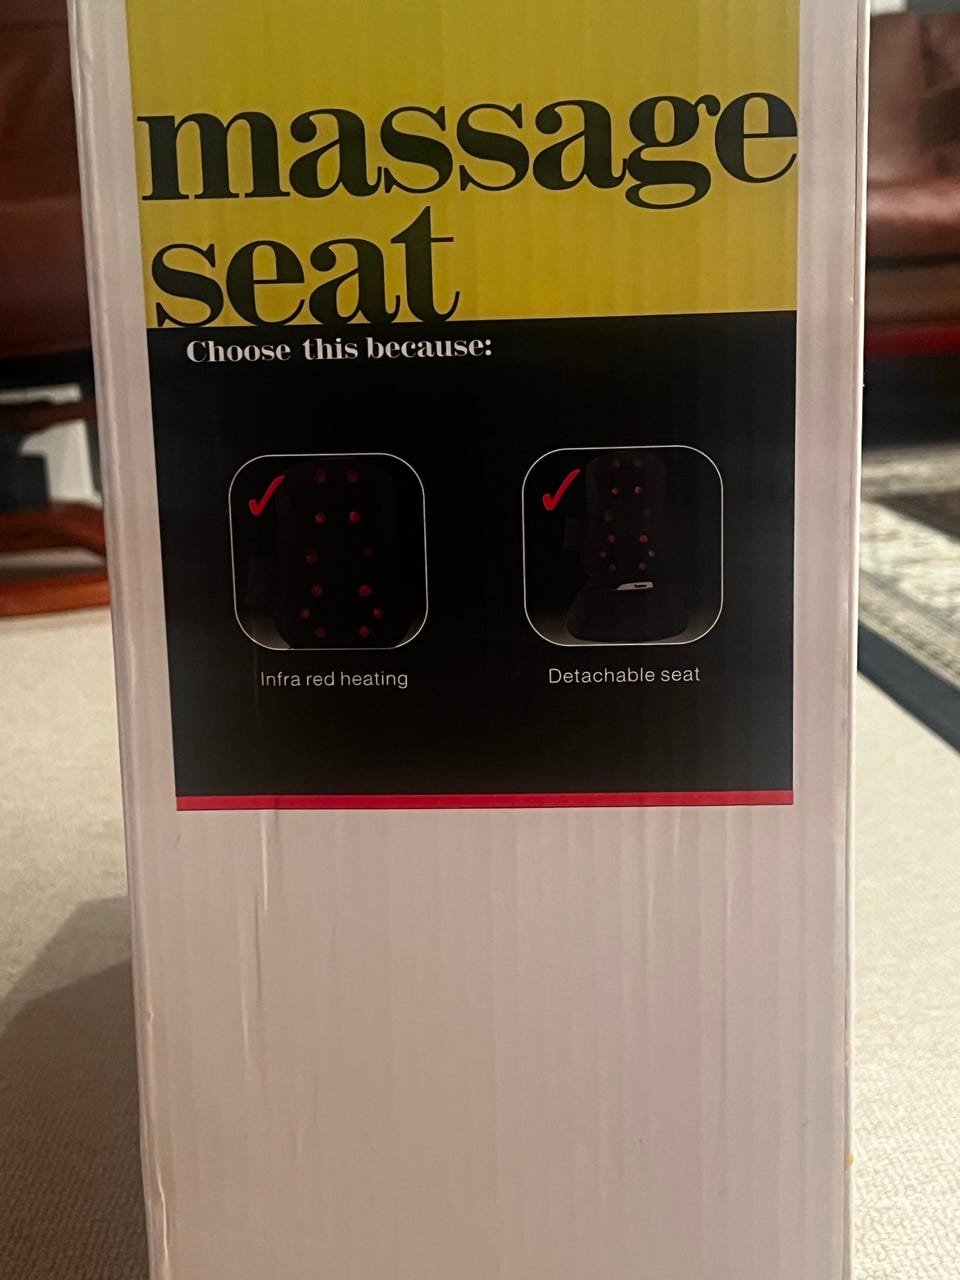 massage
seat
Choose this because:
Infra red heating
Detachable seat